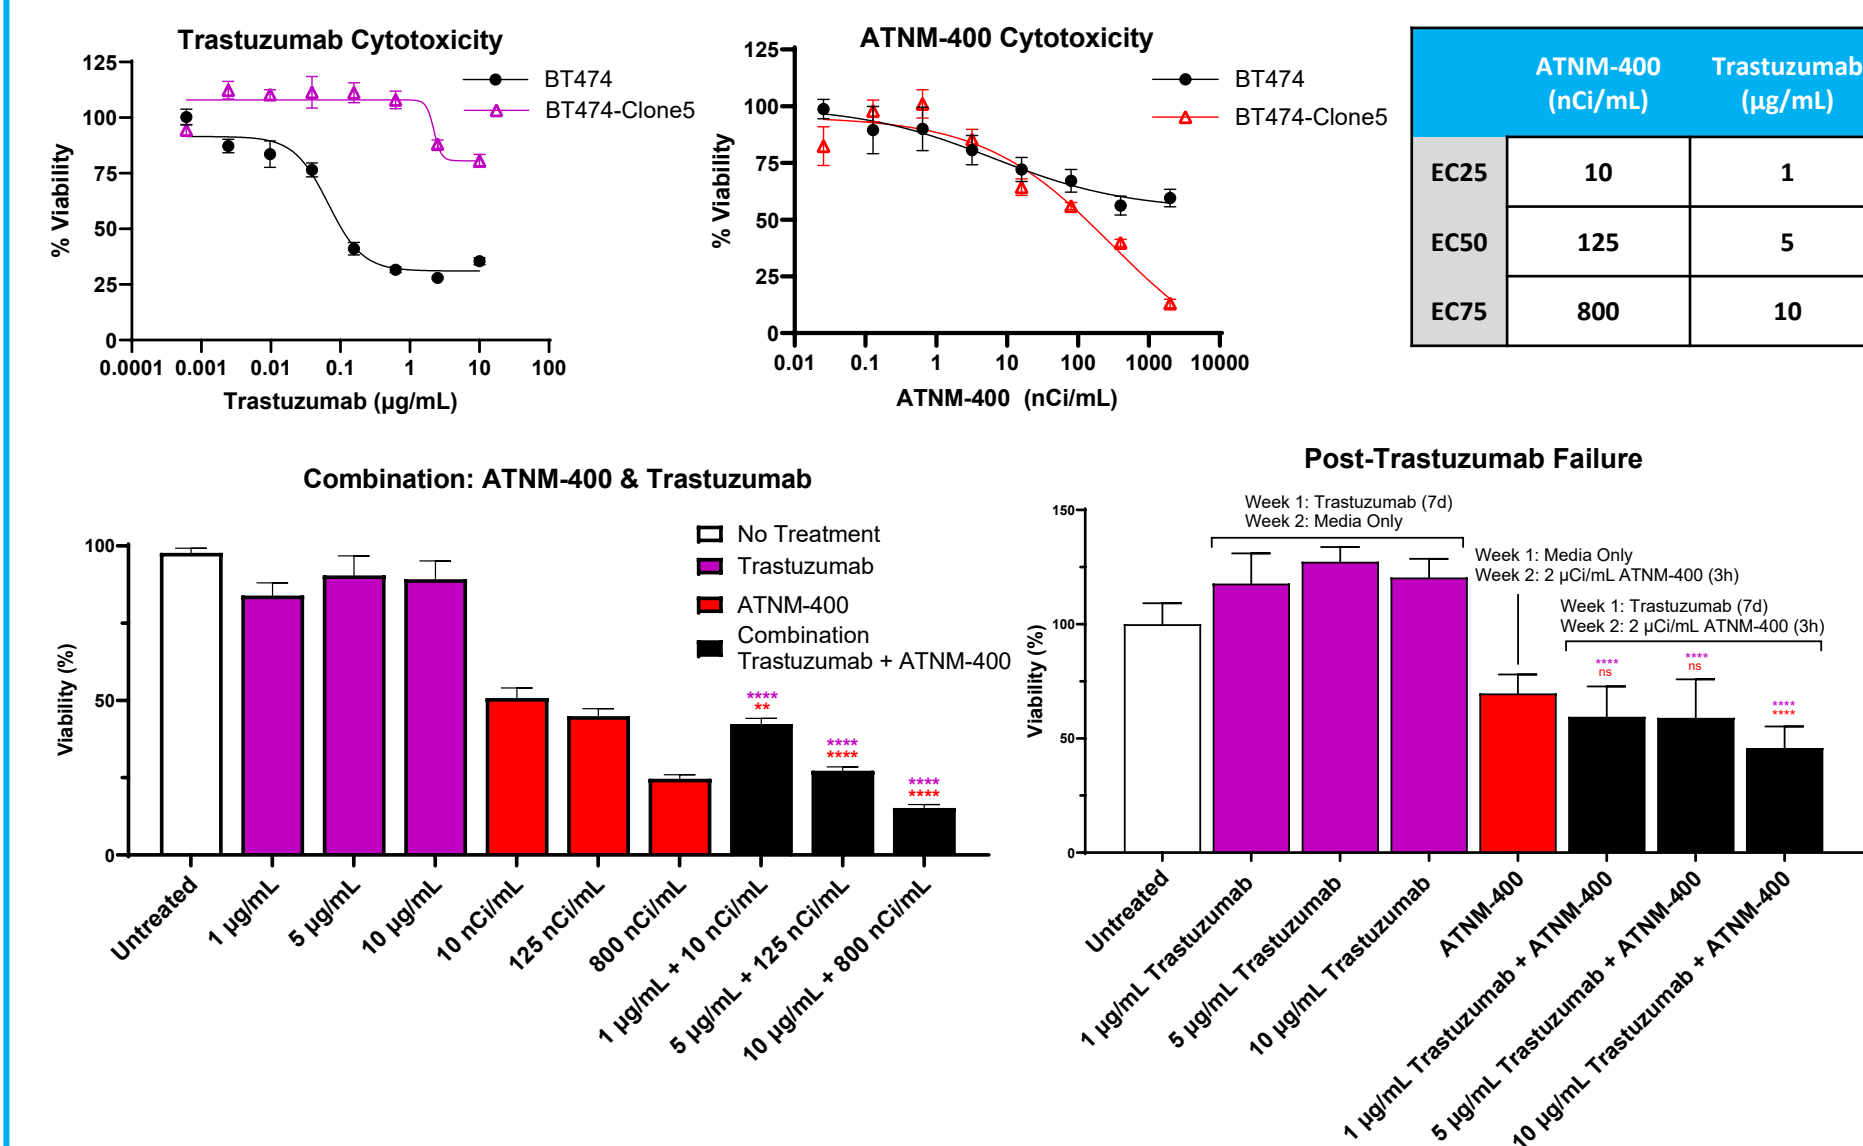 Trastuzumab Cytotoxicity
125
100
75
50
25
0
% Viability
BT474
BT474-Clone5
0.0001 0.001 0.01 0.1 1 10 100
Trastuzumab (µg/mL)
ATNM-400 Cytotoxicity
125
100
75
50
25
0
% Viability
BT474
BT474-Clone5
0.01 0.1 1 10 100 1000 10000
ATNM-400 (nCi/mL)
ATNM-400 Trastuzumab
(nCi/mL) (µg/mL)
EC25 10 1
EC50 125 5
EC75 800 10
Combination: ATNM-400 & Trastuzumab
100
50
0
Viability (%)
No Treatment
Trastuzumab
ATNM-400
Combination
Trastuzumab + ATNM-400
****
**
****
****
****
****
Untreated
1 µg/mL
5 µg/mL
10 µg/mL
10 nCi/mL
125 nCi/mL
800 nCi/mL
1 µg/mL + 10 nCi/mL
5 µg/mL + 125 nCi/mL
10 µg/mL + 800 nCi/mL
Post-Trastuzumab Failure
150
100
50
0
Viability (%)
Week 1: Trastuzumab (7d)
Week 2: Media Only
Week 1: Media Only
Week 2: 2 µCi/mL ATNM-400 (3h)
Week 1: Trastuzumab (7d)
Week 2: 2 µCi/mL ATNM-400 (3h)
****
ns
****
ns
****
****
Untreated
1 µg/mL Trastuzumab
5 µg/mL Trastuzumab
10 µg/mL Trastuzumab
ATNM-400
1 µg/mL Trastuzumab + ATNM-400
5 µg/mL Trastuzumab + ATNM-400
10 µg/mL Trastuzumab + ATNM-400